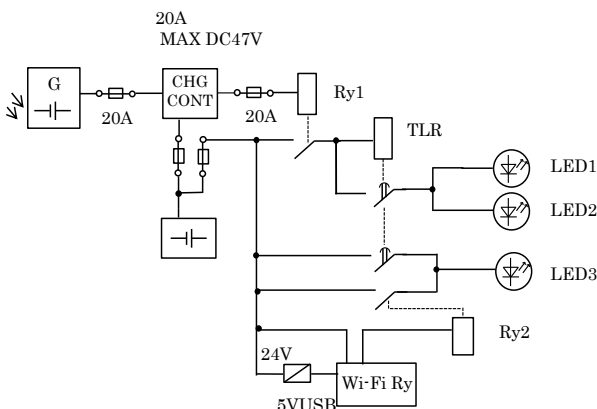 20A
MAX DC47V
G
CHG
CONT
20A
20A
Ry1
TLR
LED1
LED2
LED3
Ry2
24V
5VUSB
Wi-Fi Ry